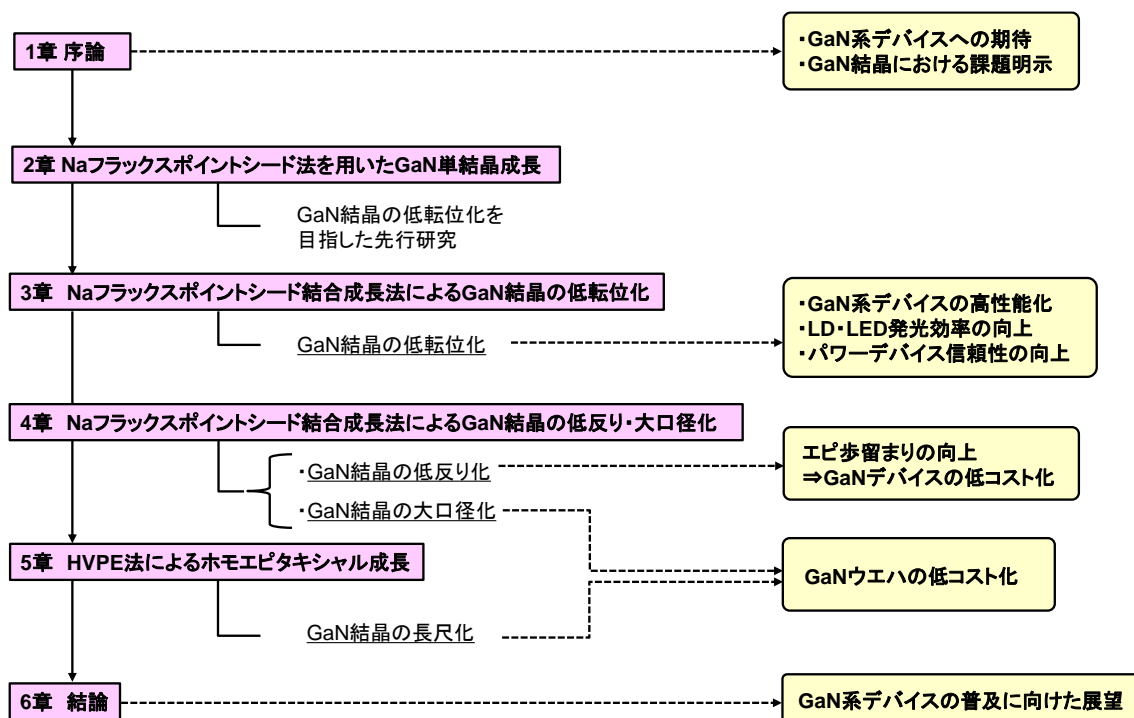 1章 序論
・GaN系デバイスへの期待
・GaN結晶における課題明示
2章 Naフラックスポイントシード法を用いたGaN単結晶成長
GaN結晶の低転位化を
目指した先行研究
3章 Naフラックスポイントシード結合成長法によるGaN結晶の低転位化
GaN結晶の低転位化
・GaN系デバイスの高性能化
・LD・LED発光効率の向上
・パワーデバイス信頼性の向上
4章 Naフラックスポイントシード結合成長法によるGaN結晶の低反り・大口径化
・GaN結晶の低反り化
・GaN結晶の大口径化
エピ歩留まりの向上
⇒GaNデバイスの低コスト化
5章 HVPE法によるホモエピタキシャル成長
GaN結晶の長尺化
GaNウエハの低コスト化
6章 結論
GaN系デバイスの普及に向けた展望